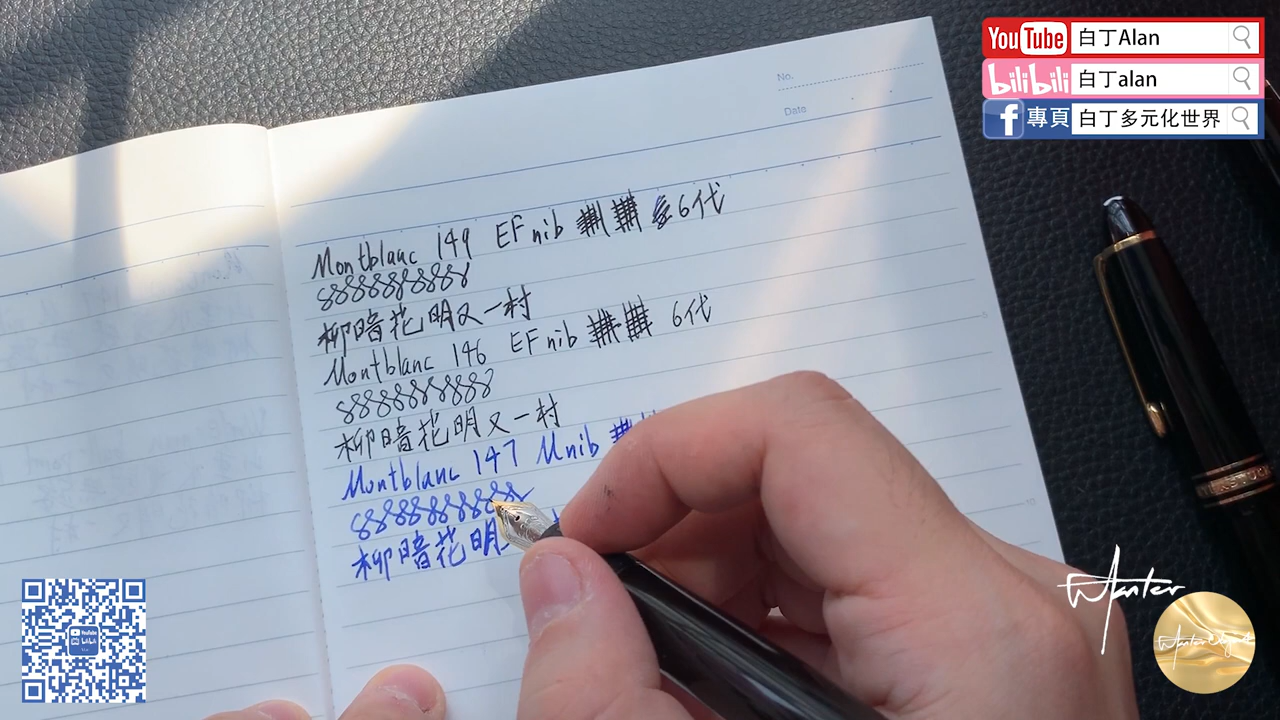 YouTube 白丁Alan
bilibili 白丁alan
f 專頁 白丁多元化世界
No.
Date
Montblanc 149 EF nib 6代
8888888888
柳暗花明又一村
Montblanc 146 EF nib 6代
8888888888
柳暗花明又一村
Montblanc 147 M nib
8888888888
柳暗花明